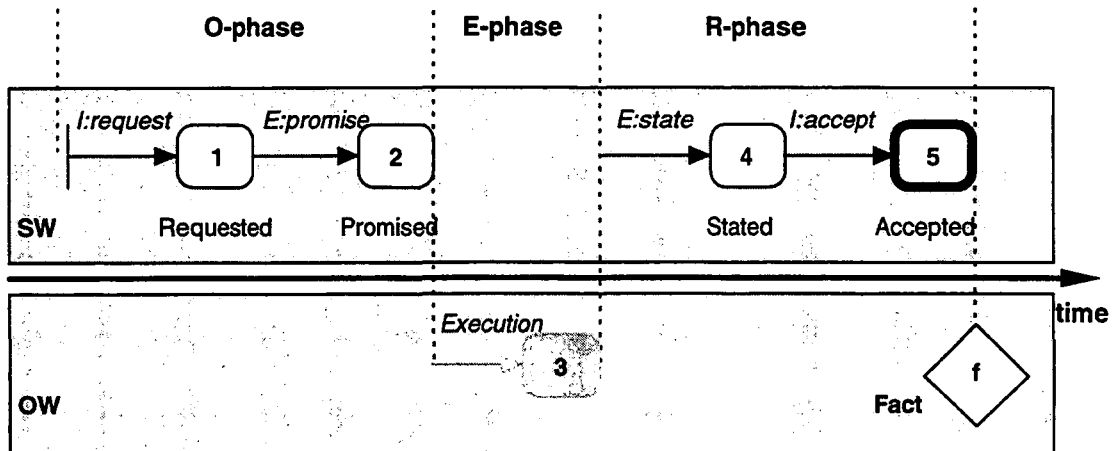 O-phase E-phase R-phase
I:request E:promise E:state I:accept
1 2 4 5
SW Requested Promised Stated Accepted
time
Execution
3 f
OW Fact